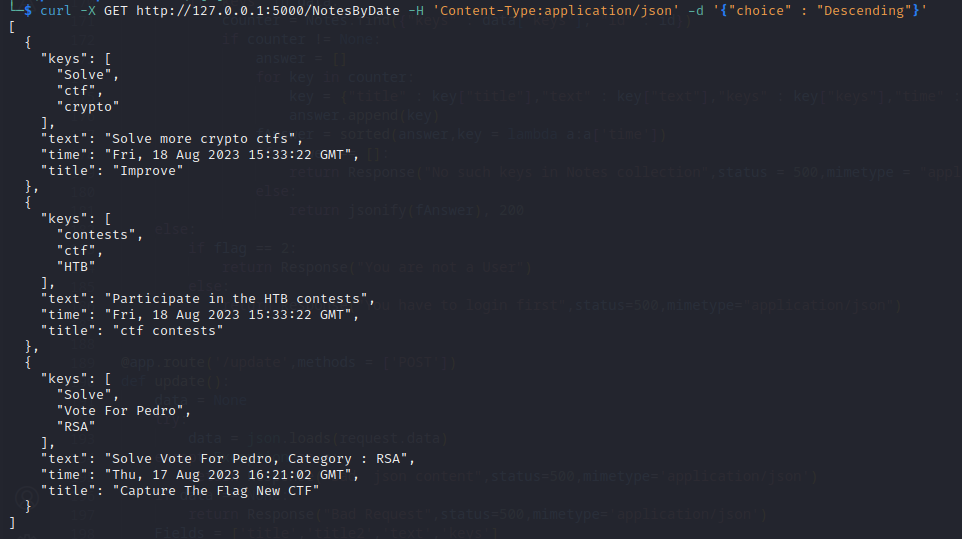 └─$ curl -X GET http://127.0.0.1:5000/NotesByDate -H 'Content-Type:application/json' -d '{"choice" : "Descending"}'
[
  {
    "keys": [
      "Solve",
      "ctf",
      "crypto"
    ],
    "text": "Solve more crypto ctfs",
    "time": "Fri, 18 Aug 2023 15:33:22 GMT",
    "title": "Improve"
  },
  {
    "keys": [
      "contests",
      "ctf",
      "HTB"
    ],
    "text": "Participate in the HTB contests",
    "time": "Fri, 18 Aug 2023 15:33:22 GMT",
    "title": "ctf contests"
  },
  {
    "keys": [
      "Solve",
      "Vote For Pedro",
      "RSA"
    ],
    "text": "Solve Vote For Pedro, Category : RSA",
    "time": "Thu, 17 Aug 2023 16:21:02 GMT",
    "title": "Capture The Flag New CTF"
  }
]